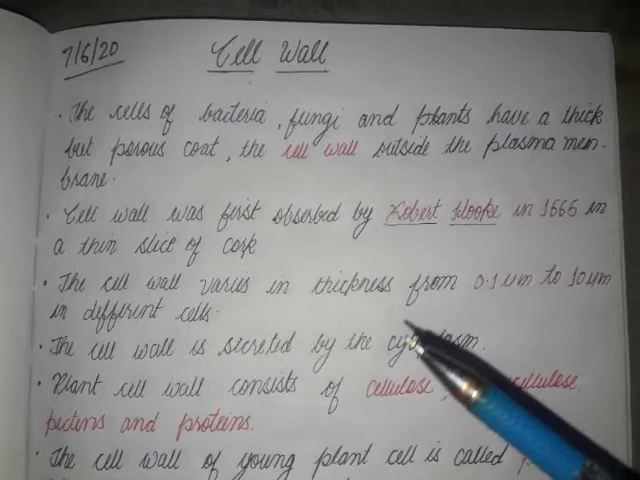 7/6/20
Cell Wall
· The cells of bacteria, fungi and plants have a thick
but porous coat, the cell wall outside the plasma mem-
brane.
· Cell wall was first observed by Robert Hooke in 1665 in
a thin slice of cork
· The cell wall varies in thickness from 0.1 um to 10 um
in different cells.
· The cell wall is secreted by the
· Plant cell wall consists of cellulose,
pectins and proteins.
· The cell wall of young plant cell is called